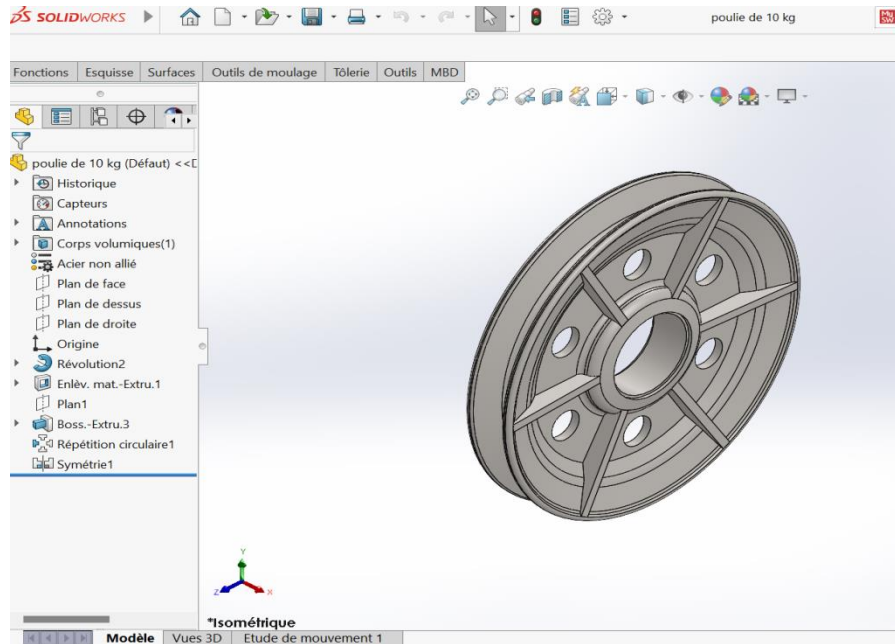 SOLIDWORKS
poulie de 10 kg
My SW
Fonctions Esquisse Surfaces Outils de moulage Tôlerie Outils MBD
poulie de 10 kg (Défaut) <<D
Historique
Capteurs
Annotations
Corps volumiques(1)
Acier non allié
Plan de face
Plan de dessus
Plan de droite
Origine
Révolution2
Enlèv. mat.-Extru.1
Plan1
Boss.-Extru.3
Répétition circulaire1
Symétrie1
Y
Z X
*Isométrique
Modèle Vues 3D Etude de mouvement 1